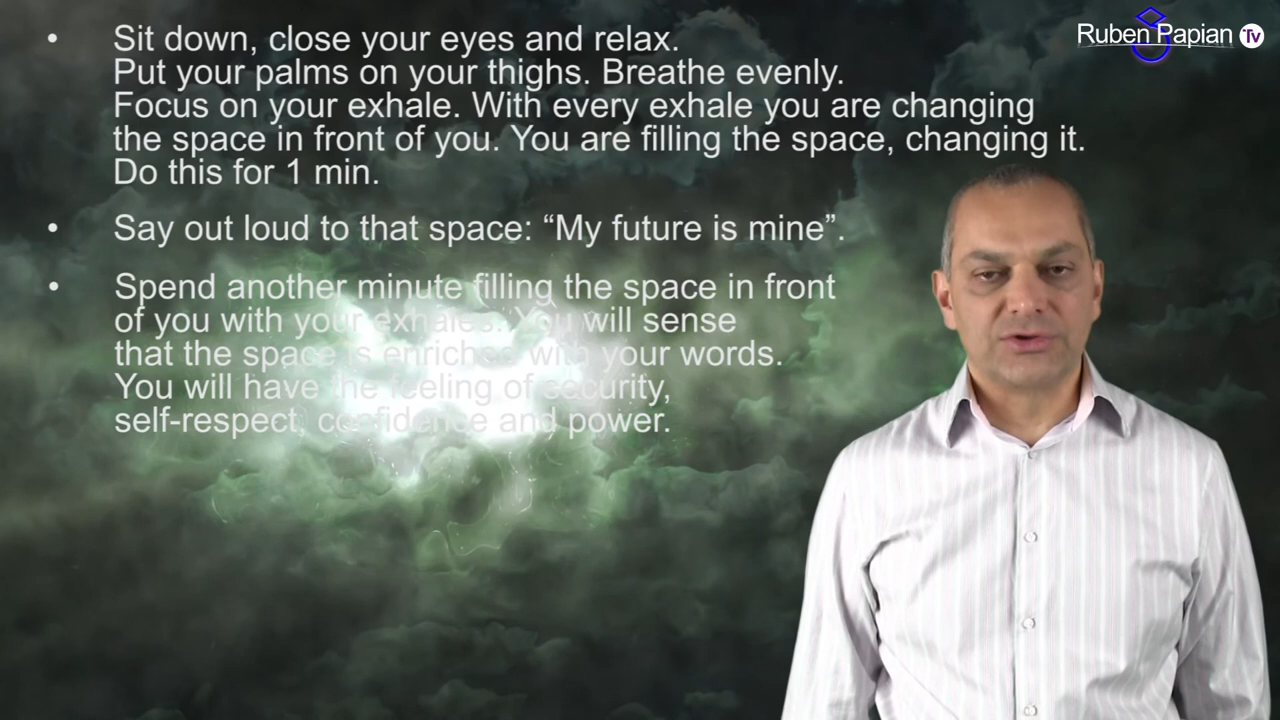 Ruben Papian Tv
• Sit down, close your eyes and relax.
Put your palms on your thighs. Breathe evenly.
Focus on your exhale. With every exhale you are changing
the space in front of you. You are filling the space, changing it.
Do this for 1 min.
• Say out loud to that space: “My future is mine”.
• Spend another minute filling the space in front
of you with your exhales. You will sense
that the space is enriched with your words.
You will have the feeling of security,
self-respect, confidence and power.